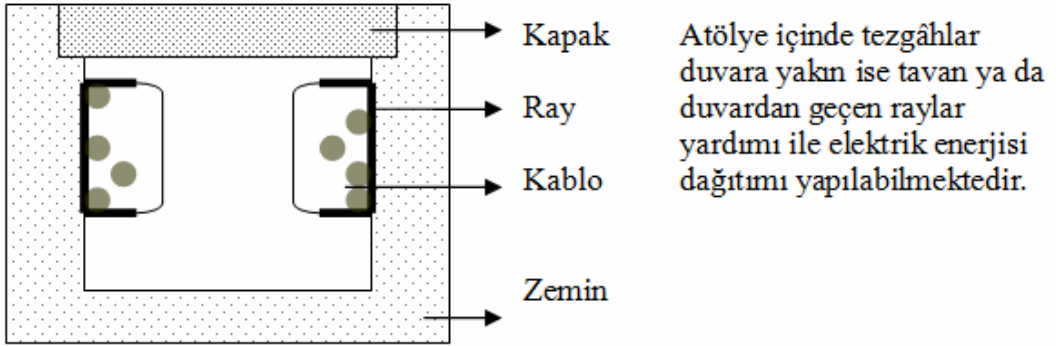 Kapak
Ray
Kablo
Zemin
Atölye içinde tezgâhlar
duvara yakın ise tavan ya da
duvardan geçen raylar
yardımı ile elektrik enerjisi
dağıtımı yapılabilmektedir.